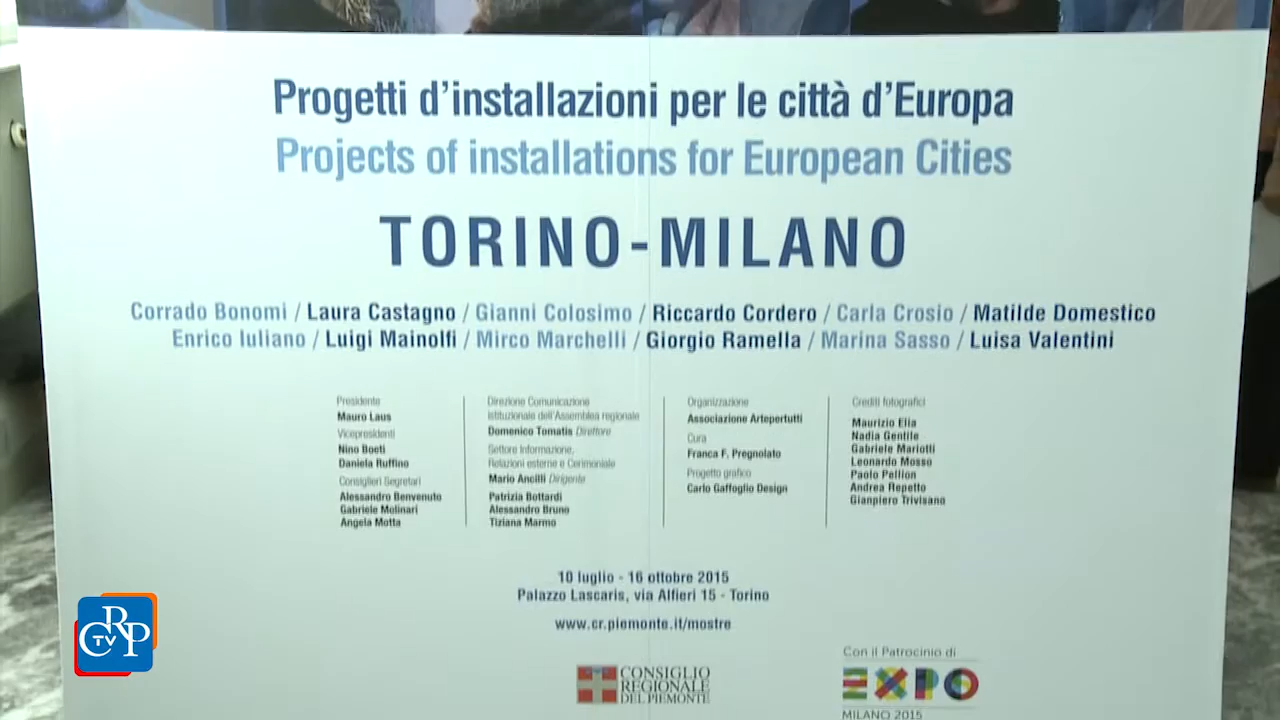 Progetti d'installazioni per le città d'Europa
Projects of installations for European Cities
TORINO-MILANO
Corrado Bonomi / Laura Castagno / Gianni Colosimo / Riccardo Cordero / Carla Crosio / Matilde Domestico
Enrico Iuliano / Luigi Mainolfi / Mirco Marchelli / Giorgio Ramella / Marina Sasso / Luisa Valentini
Presidente
Mauro Laus
Vicepresidenti
Nino Boeti
Daniela Ruffino
Consiglieri Segretari
Alessandro Benvenuto
Gabriele Molinari
Angela Motta
Direzione Comunicazione
istituzionale dell'Assemblea regionale
Domenico Tomatis Direttore
Settore Informazione,
Relazioni esterne e Cerimoniale
Mario Ancilli Dirigente
Patrizia Bottardi
Alessandro Bruno
Tiziana Marmo
Organizzazione
Associazione Artepertutti
Cura
Franca F. Pregnolato
Progetto grafico
Carlo Gaffoglio Design
Crediti fotografici
Maurizio Elia
Nadia Gentile
Gabriele Mariotti
Leonardo Mosso
Paolo Pellion
Andrea Repetto
Gianpiero Trivisano
10 luglio - 16 ottobre 2015
Palazzo Lascaris, via Alfieri 15 - Torino
www.cr.piemonte.it/mostre
CONSIGLIO
REGIONALE
DEL PIEMONTE
Con il Patrocinio di
EXPO
MILANO 2015
CRP
TV